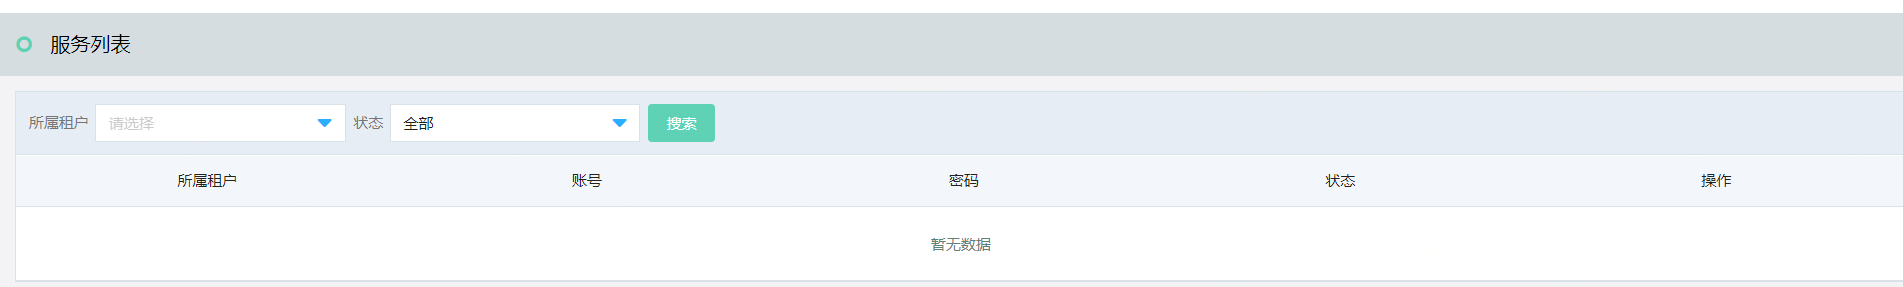 服务列表
所属租户 请选择 状态 全部 搜索
所属租户 账号 密码 状态 操作
暂无数据